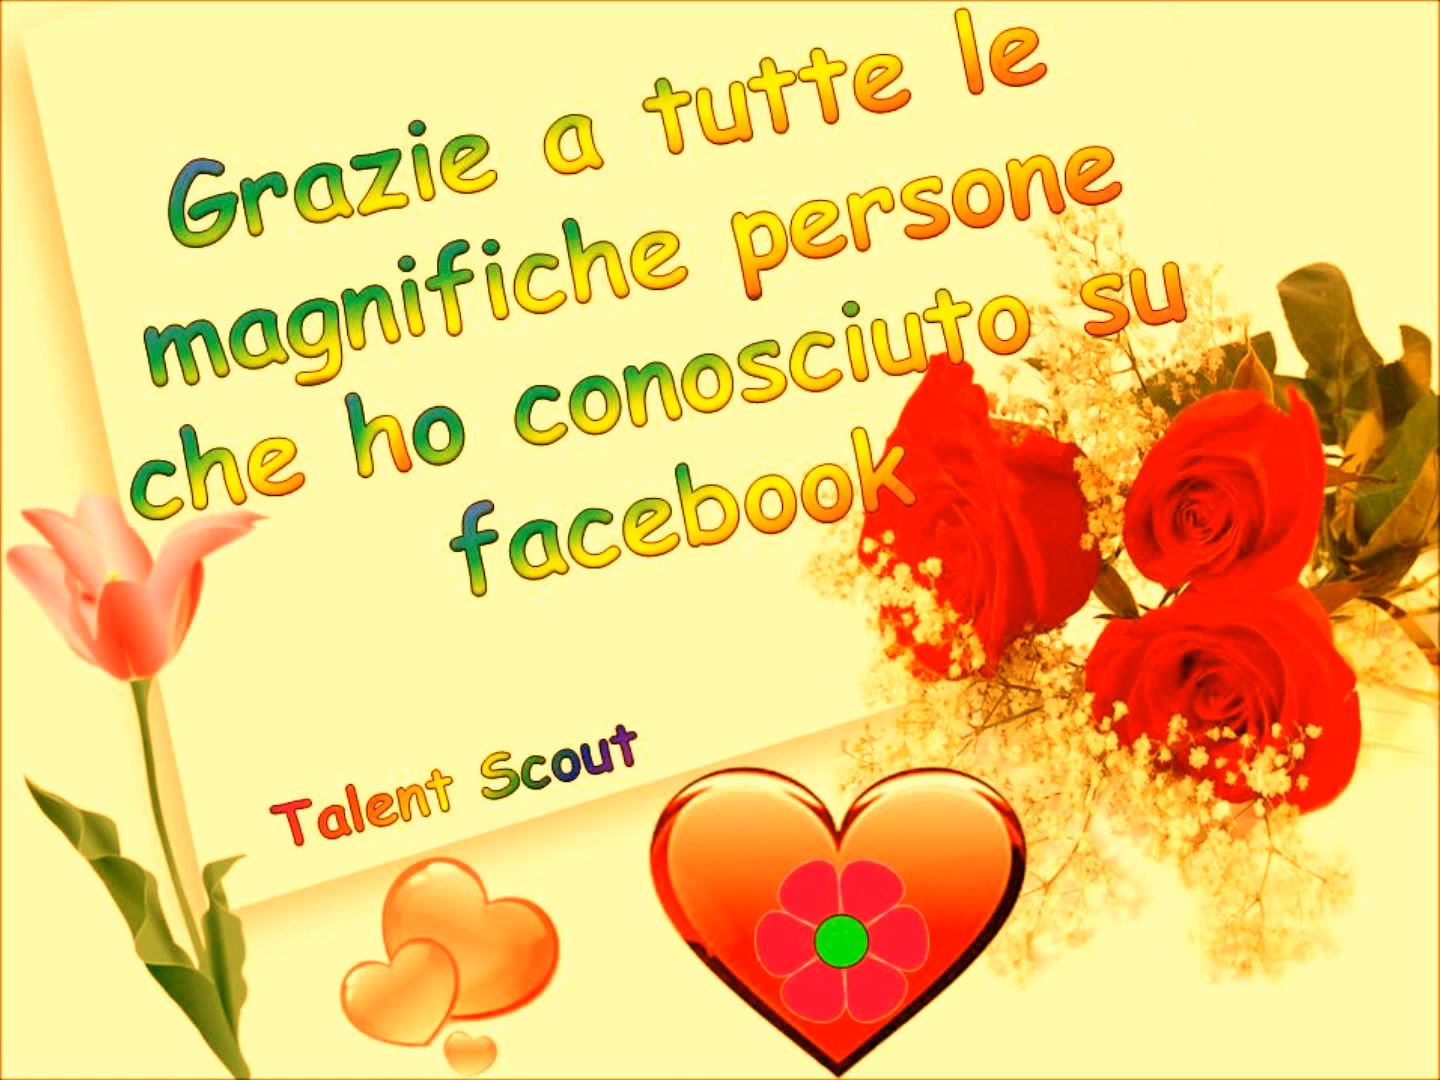 Grazie a tutte le
magnifiche persone
che ho conosciuto su
facebook
Talent Scout